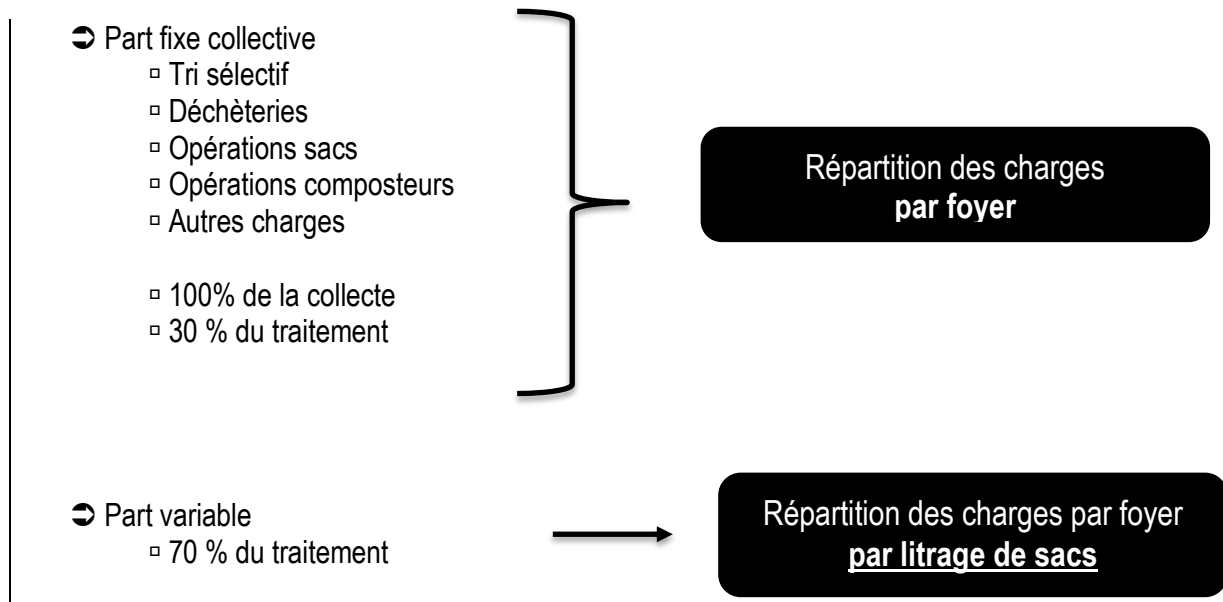 ➲ Part fixe collective
▫ Tri sélectif
▫ Déchèteries
▫ Opérations sacs
▫ Opérations composteurs
▫ Autres charges
▫ 100% de la collecte
▫ 30 % du traitement
Répartition des charges
par foyer
➲ Part variable
▫ 70 % du traitement
Répartition des charges par foyer
par litrage de sacs